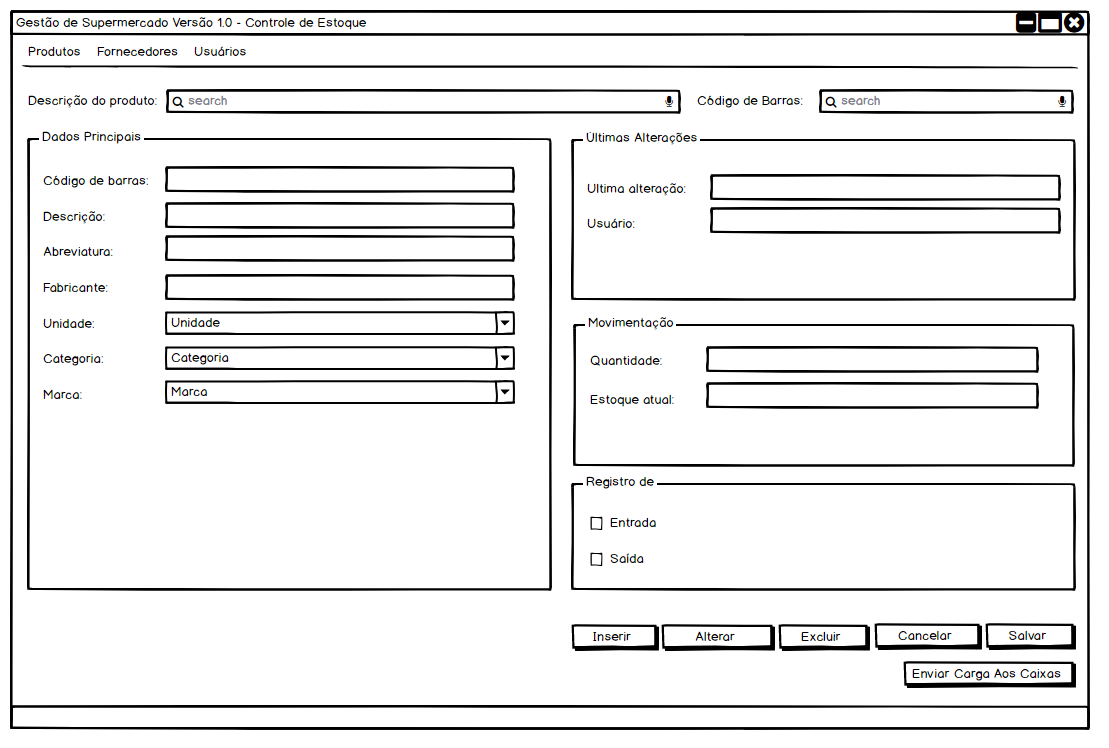 Gestão de Supermercado Versão 1.0 - Controle de Estoque
Produtos Fornecedores Usuários
Descrição do produto: search Código de Barras: search
Dados Principais
Código de barras:
Descrição:
Abreviatura:
Fabricante:
Unidade: Unidade
Categoria: Categoria
Marca: Marca
Últimas Alterações
Ultima alteração:
Usuário:
Movimentação
Quantidade:
Estoque atual:
Registro de
Entrada
Saída
Inserir Alterar Excluir Cancelar Salvar
Enviar Carga Aos Caixas